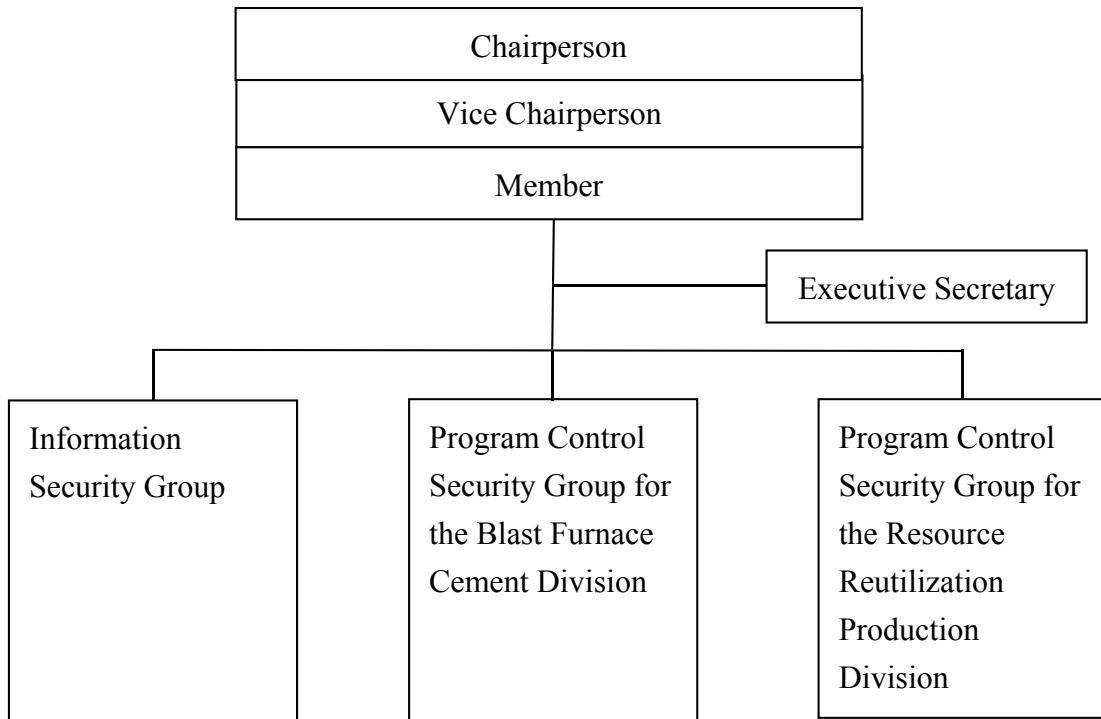 Chairperson
Vice Chairperson
Member
Executive Secretary
Information
Security Group
Program Control
Security Group for
the Blast Furnace
Cement Division
Program Control
Security Group for
the Resource
Reutilization
Production
Division